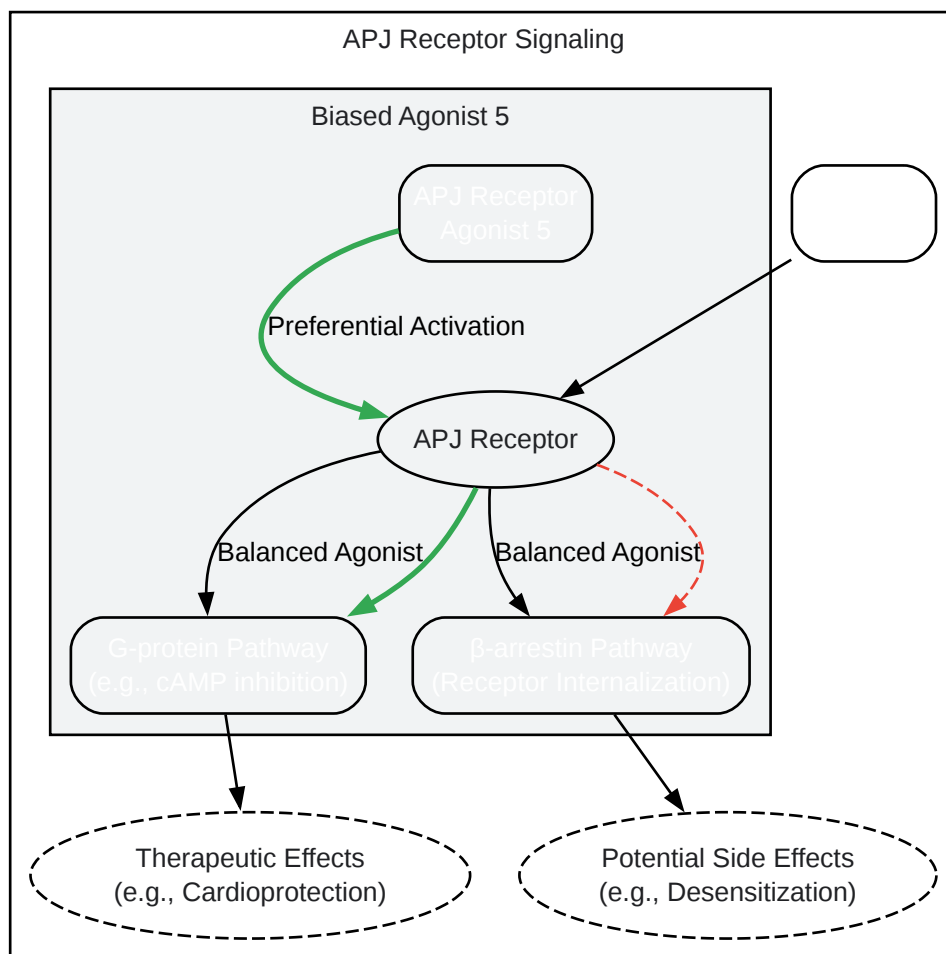 APJ Receptor Signaling
Biased Agonist 5
APJ Receptor
Agonist 5
Preferential Activation
APJ Receptor
Balanced Agonist
Balanced Agonist
G-protein Pathway
(e.g., cAMP inhibition)
β-arrestin Pathway
(Receptor Internalization)
Therapeutic Effects
(e.g., Cardioprotection)
Potential Side Effects
(e.g., Desensitization)